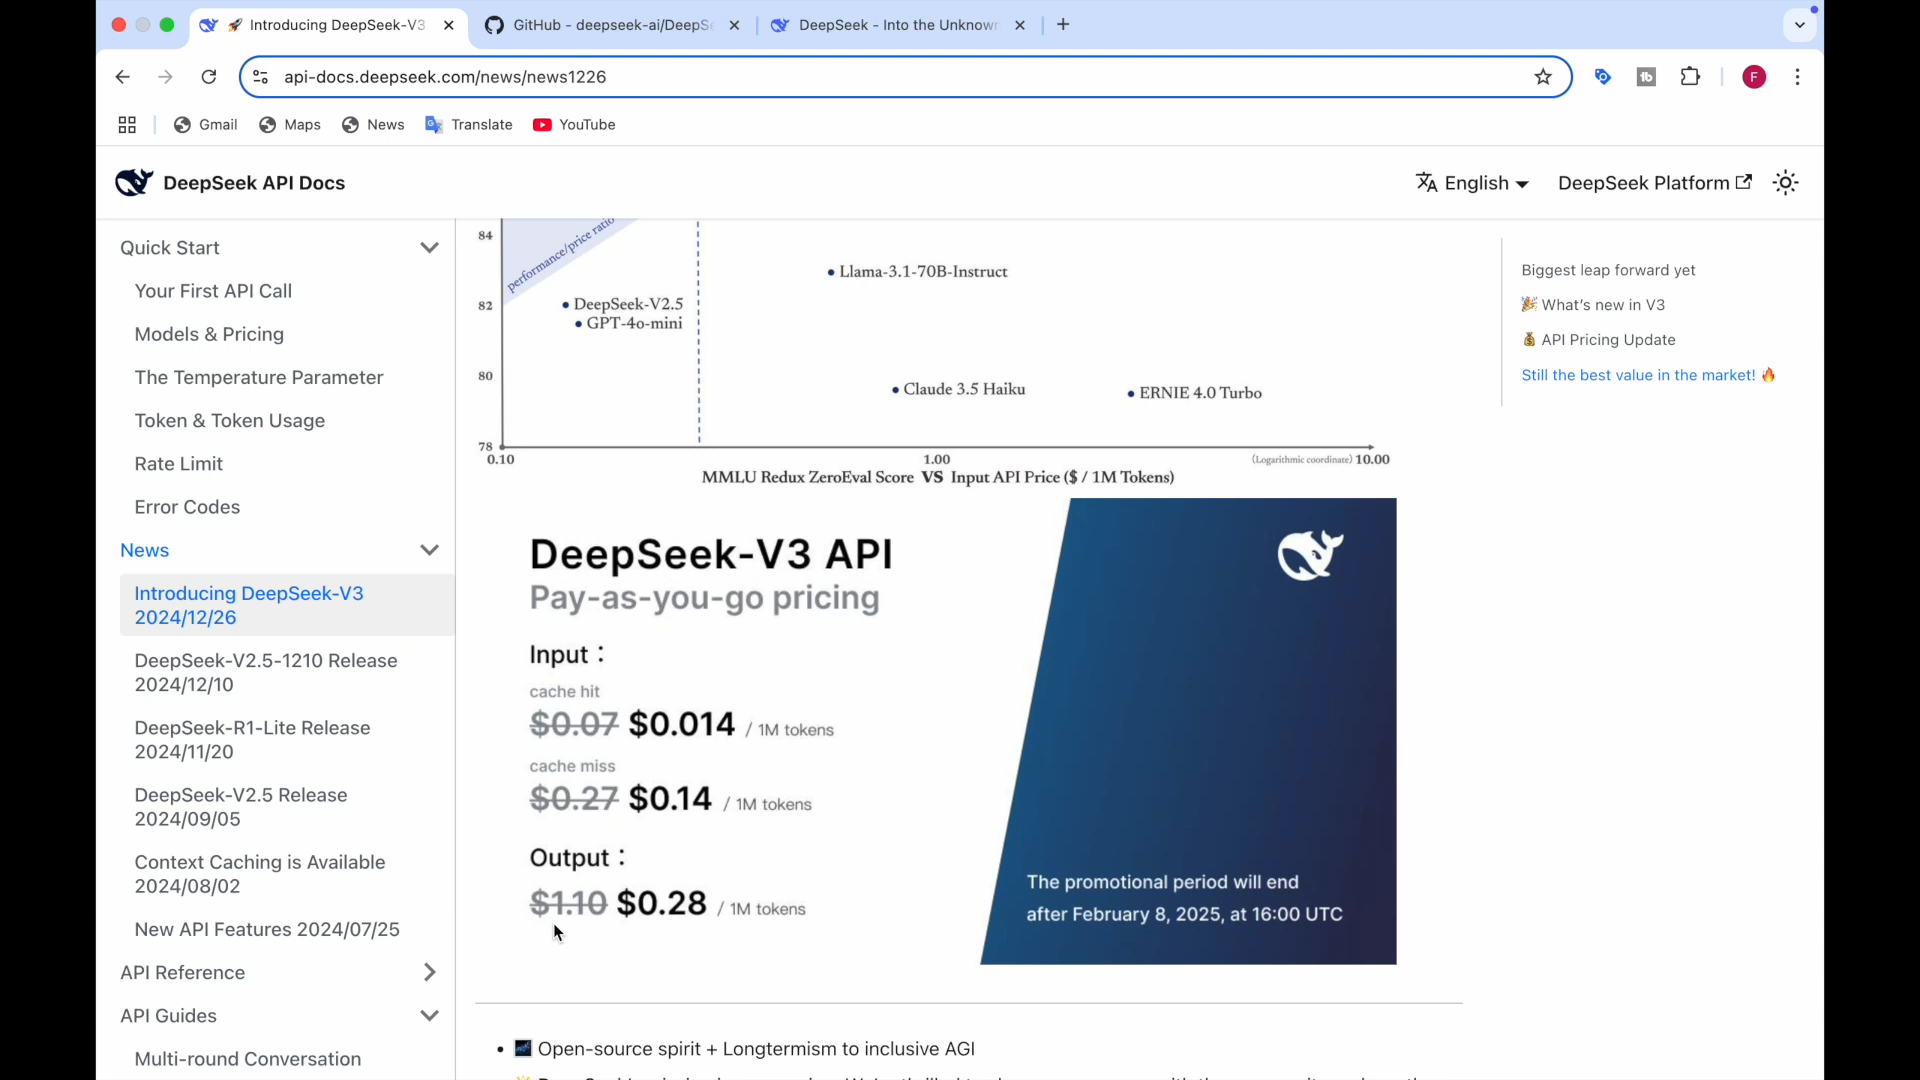 Introducing DeepSeek-V3
GitHub - deepseek-ai/DeepSe
DeepSeek - Into the Unknown
api-docs.deepseek.com/news/news1226
F
Gmail
Maps
News
Translate
YouTube
DeepSeek API Docs
English
DeepSeek Platform
Quick Start
Your First API Call
Models & Pricing
The Temperature Parameter
Token & Token Usage
Rate Limit
Error Codes
News
Introducing DeepSeek-V3
2024/12/26
DeepSeek-V2.5-1210 Release
2024/12/10
DeepSeek-R1-Lite Release
2024/11/20
DeepSeek-V2.5 Release
2024/09/05
Context Caching is Available
2024/08/02
New API Features 2024/07/25
API Reference
API Guides
Multi-round Conversation
84
performance/price ratio
Llama-3.1-70B-Instruct
82
DeepSeek-V2.5
GPT-4o-mini
80
Claude 3.5 Haiku
ERNIE 4.0 Turbo
78
0.10
1.00
(Logarithmic coordinate) 10.00
MMLU Redux ZeroEval Score VS Input API Price ($ / 1M Tokens)
DeepSeek-V3 API
Pay-as-you-go pricing
Input：
cache hit
$0.07 $0.014 / 1M tokens
cache miss
$0.27 $0.14 / 1M tokens
Output：
$1.10 $0.28 / 1M tokens
The promotional period will end
after February 8, 2025, at 16:00 UTC
Open-source spirit + Longtermism to inclusive AGI
Biggest leap forward yet
🎉 What's new in V3
💰 API Pricing Update
Still the best value in the market! 🔥